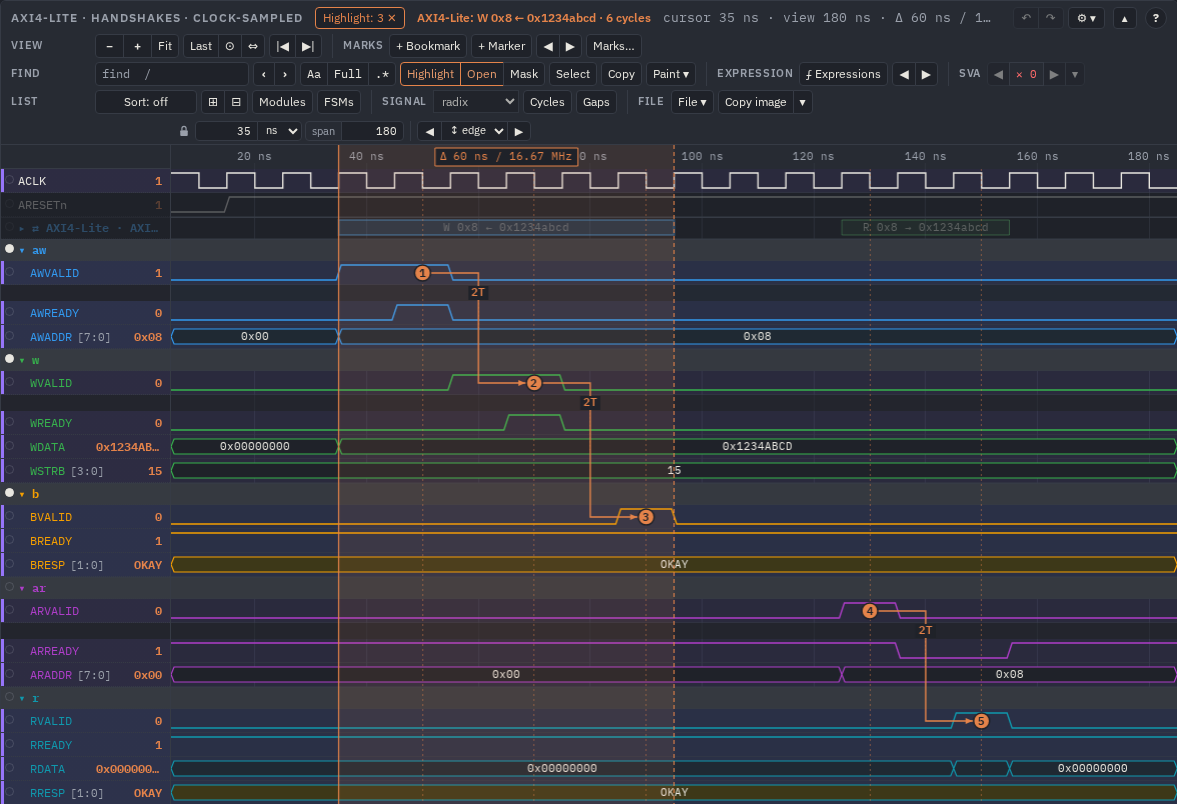 AXI4-LITE · HANDSHAKES · CLOCK-SAMPLED Highlight: 3 × AXI4-Lite: W 0x8 ← 0x1234abcd · 6 cycles cursor 35 ns · view 180 ns · Δ 60 ns / 1… ↶ ↷ ⚙ ▾ ▲ ?
VIEW − + Fit Last ⊙ ⇔ |◀ ▶| MARKS + Bookmark + Marker ◀ ▶ Marks…
FIND find / ‹ › Aa Full .* Highlight Open Mask Select Copy Paint ▾ EXPRESSION ƒ Expressions ◀ ▶ SVA ◀ × 0 ▶ ▾
LIST Sort: off ⊞ ⊟ Modules FSMs SIGNAL radix Cycles Gaps FILE File ▾ Copy image ▾
35 ns span 180 ◀ ↕ edge ▶
20 ns 40 ns Δ 60 ns / 16.67 MHz 0 ns 100 ns 120 ns 140 ns 160 ns 180 ns
ACLK 1
ARESETn 1
▸ ⇄ AXI4-Lite · AXI… W 0x8 ← 0x1234abcd R 0x8 → 0x1234abcd
▾ aw
AWVALID 1 1
2T
AWREADY 0
AWADDR [7:0] 0x08 0x00 0x08
▾ w
WVALID 0 2
2T
WREADY 0
WDATA 0x1234AB… 0x00000000 0x1234ABCD
WSTRB [3:0] 15 15
▾ b
BVALID 0 3
BREADY 1
BRESP [1:0] OKAY OKAY
▾ ar
ARVALID 0 4
2T
ARREADY 1
ARADDR [7:0] 0x00 0x00 0x08
▾ r
RVALID 0 5
RREADY 1
RDATA 0x000000… 0x00000000 0x00000000
RRESP [1:0] OKAY OKAY